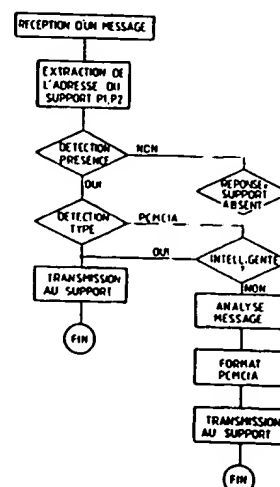 RECEPTION D'UN MESSAGE
EXTRACTION DE
L'ADRESSE DU
SUPPORT P1,P2
DETECTION
PRESENCE
NON
OUI
REPONSE:
SUPPORT
ABSENT
DETECTION
TYPE
PCMCIA
OUI
INTELLIGENTE
?
TRANSMISSION
AU SUPPORT
NON
ANALYSE
MESSAGE
FIN
FORMAT
PCMCIA
TRANSMISSION
AU SUPPORT
FIN